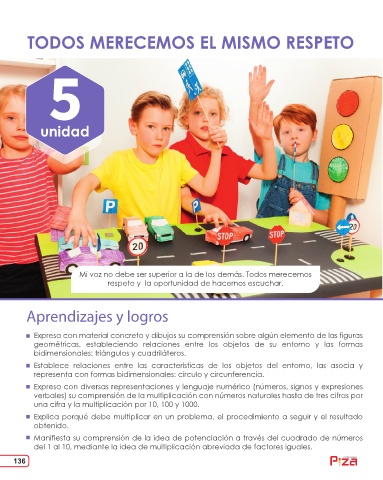 TODOS MERECEMOS EL MISMO RESPETO
5
unidad
P
P
20
STOP
STOP
20
Mi voz no debe ser superior a la de los demás. Todos merecemos
respeto y la oportunidad de hacernos escuchar.
Aprendizajes y logros
Expreso con material concreto y dibujos su comprensión sobre algún elemento de las figuras
geométricas, estableciendo relaciones entre los objetos de su entorno y las formas
bidimensionales: triángulos y cuadriláteros.
Establece relaciones entre las características de los objetos del entorno, las asocia y
representa con formas bidimensionales: círculo y circunferencia.
Expreso con diversas representaciones y lenguaje numérico (números, signos y expresiones
verbales) su comprensión de la multiplicación con números naturales hasta de tres cifras por
una cifra y la multiplicación por 10, 100 y 1000.
Explica porqué debe multiplicar en un problema, el procedimiento a seguir y el resultado
obtenido.
Manifiesta su comprensión de la idea de potenciación a través del cuadrado de números
del 1 al 10, mediante la idea de multiplicación abreviada de factores iguales.
136